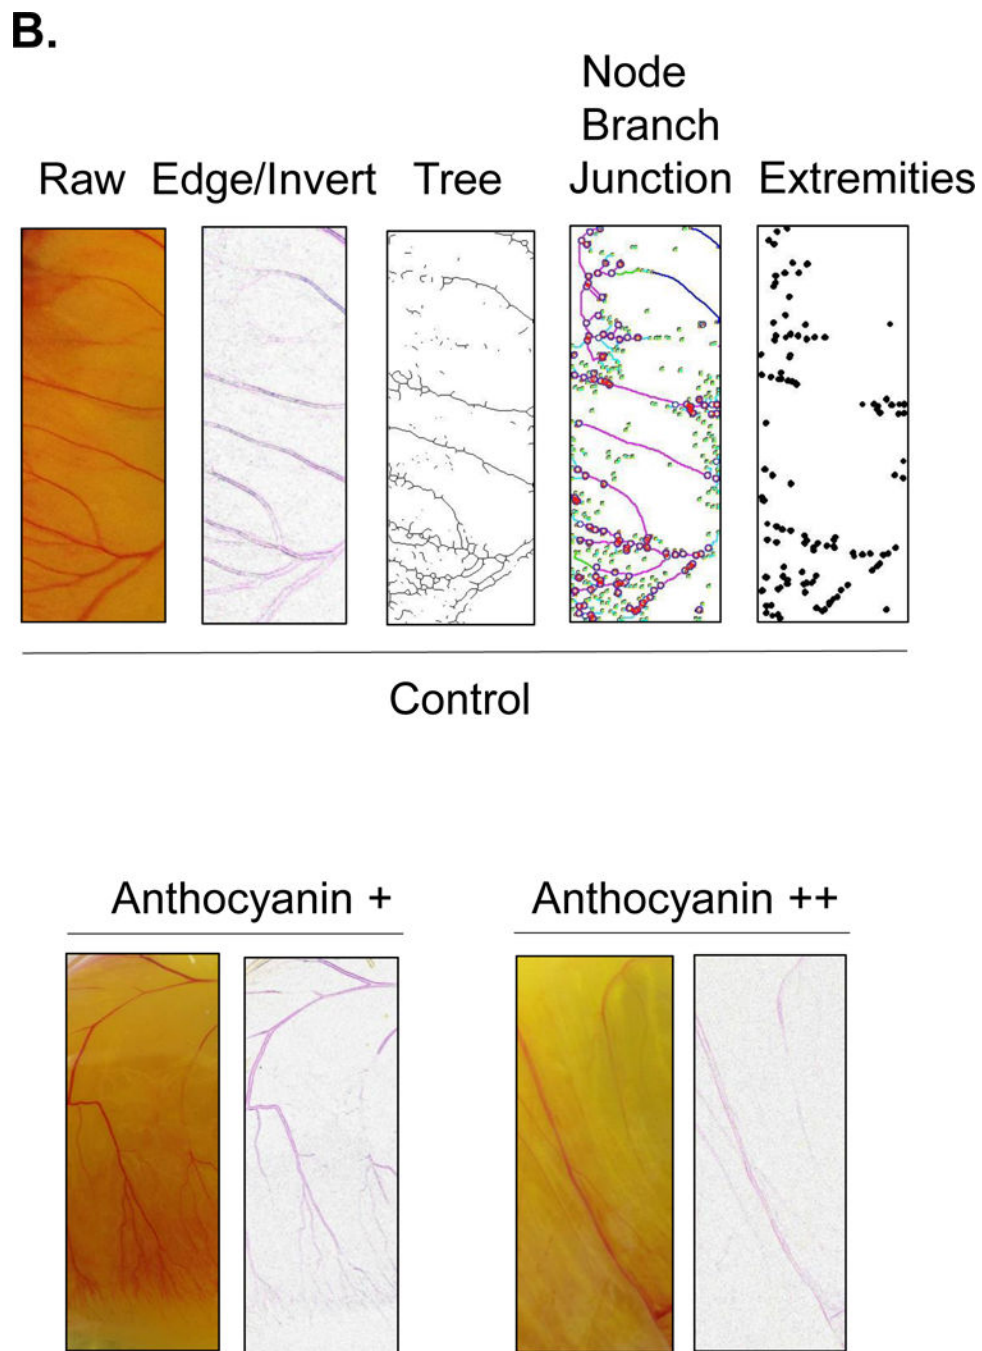 B.
Node
Branch
Raw Edge/Invert Tree Junction Extremities
Control
Anthocyanin + Anthocyanin ++